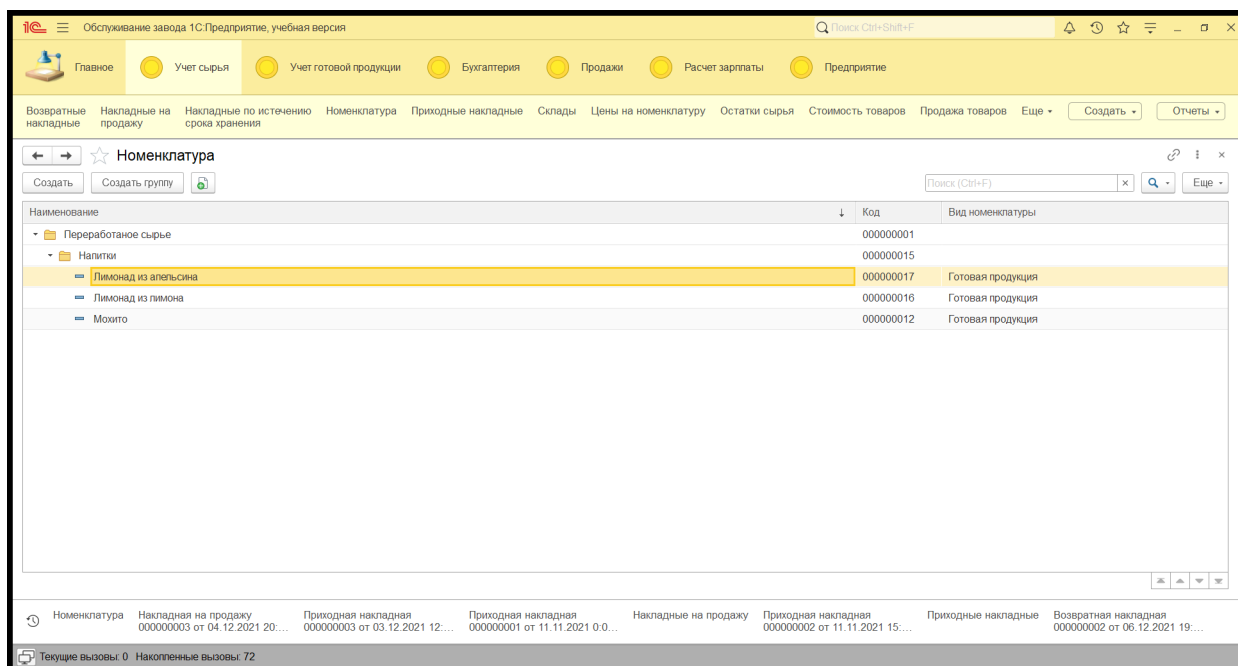 1С Обслуживание завода 1С:Предприятие, учебная версия Поиск Ctrl+Shift+F
Главное Учет сырья Учет готовой продукции Бухгалтерия Продажи Расчет зарплаты Предприятие
Возвратные накладные Накладные на продажу Накладные по истечению срока хранения Номенклатура Приходные накладные Склады Цены на номенклатуру Остатки сырья Стоимость товаров Продажа товаров Еще Создать Отчеты
Номенклатура
Создать Создать группу Поиск (Ctrl+F) × Еще
Наименование ↓ Код Вид номенклатуры
Переработаное сырье 000000001
Напитки 000000015
Лимонад из апельсина 000000017 Готовая продукция
Лимонад из лимона 000000016 Готовая продукция
Мохито 000000012 Готовая продукция
Номенклатура Накладная на продажу Приходная накладная Приходная накладная Накладные на продажу Приходная накладная Приходные накладные Возвратная накладная
000000003 от 04.12.2021 20:... 000000003 от 03.12.2021 12:... 000000001 от 11.11.2021 0:0... 000000002 от 11.11.2021 15:... 000000002 от 06.12.2021 19:...
Текущие вызовы: 0 Накопленные вызовы: 72